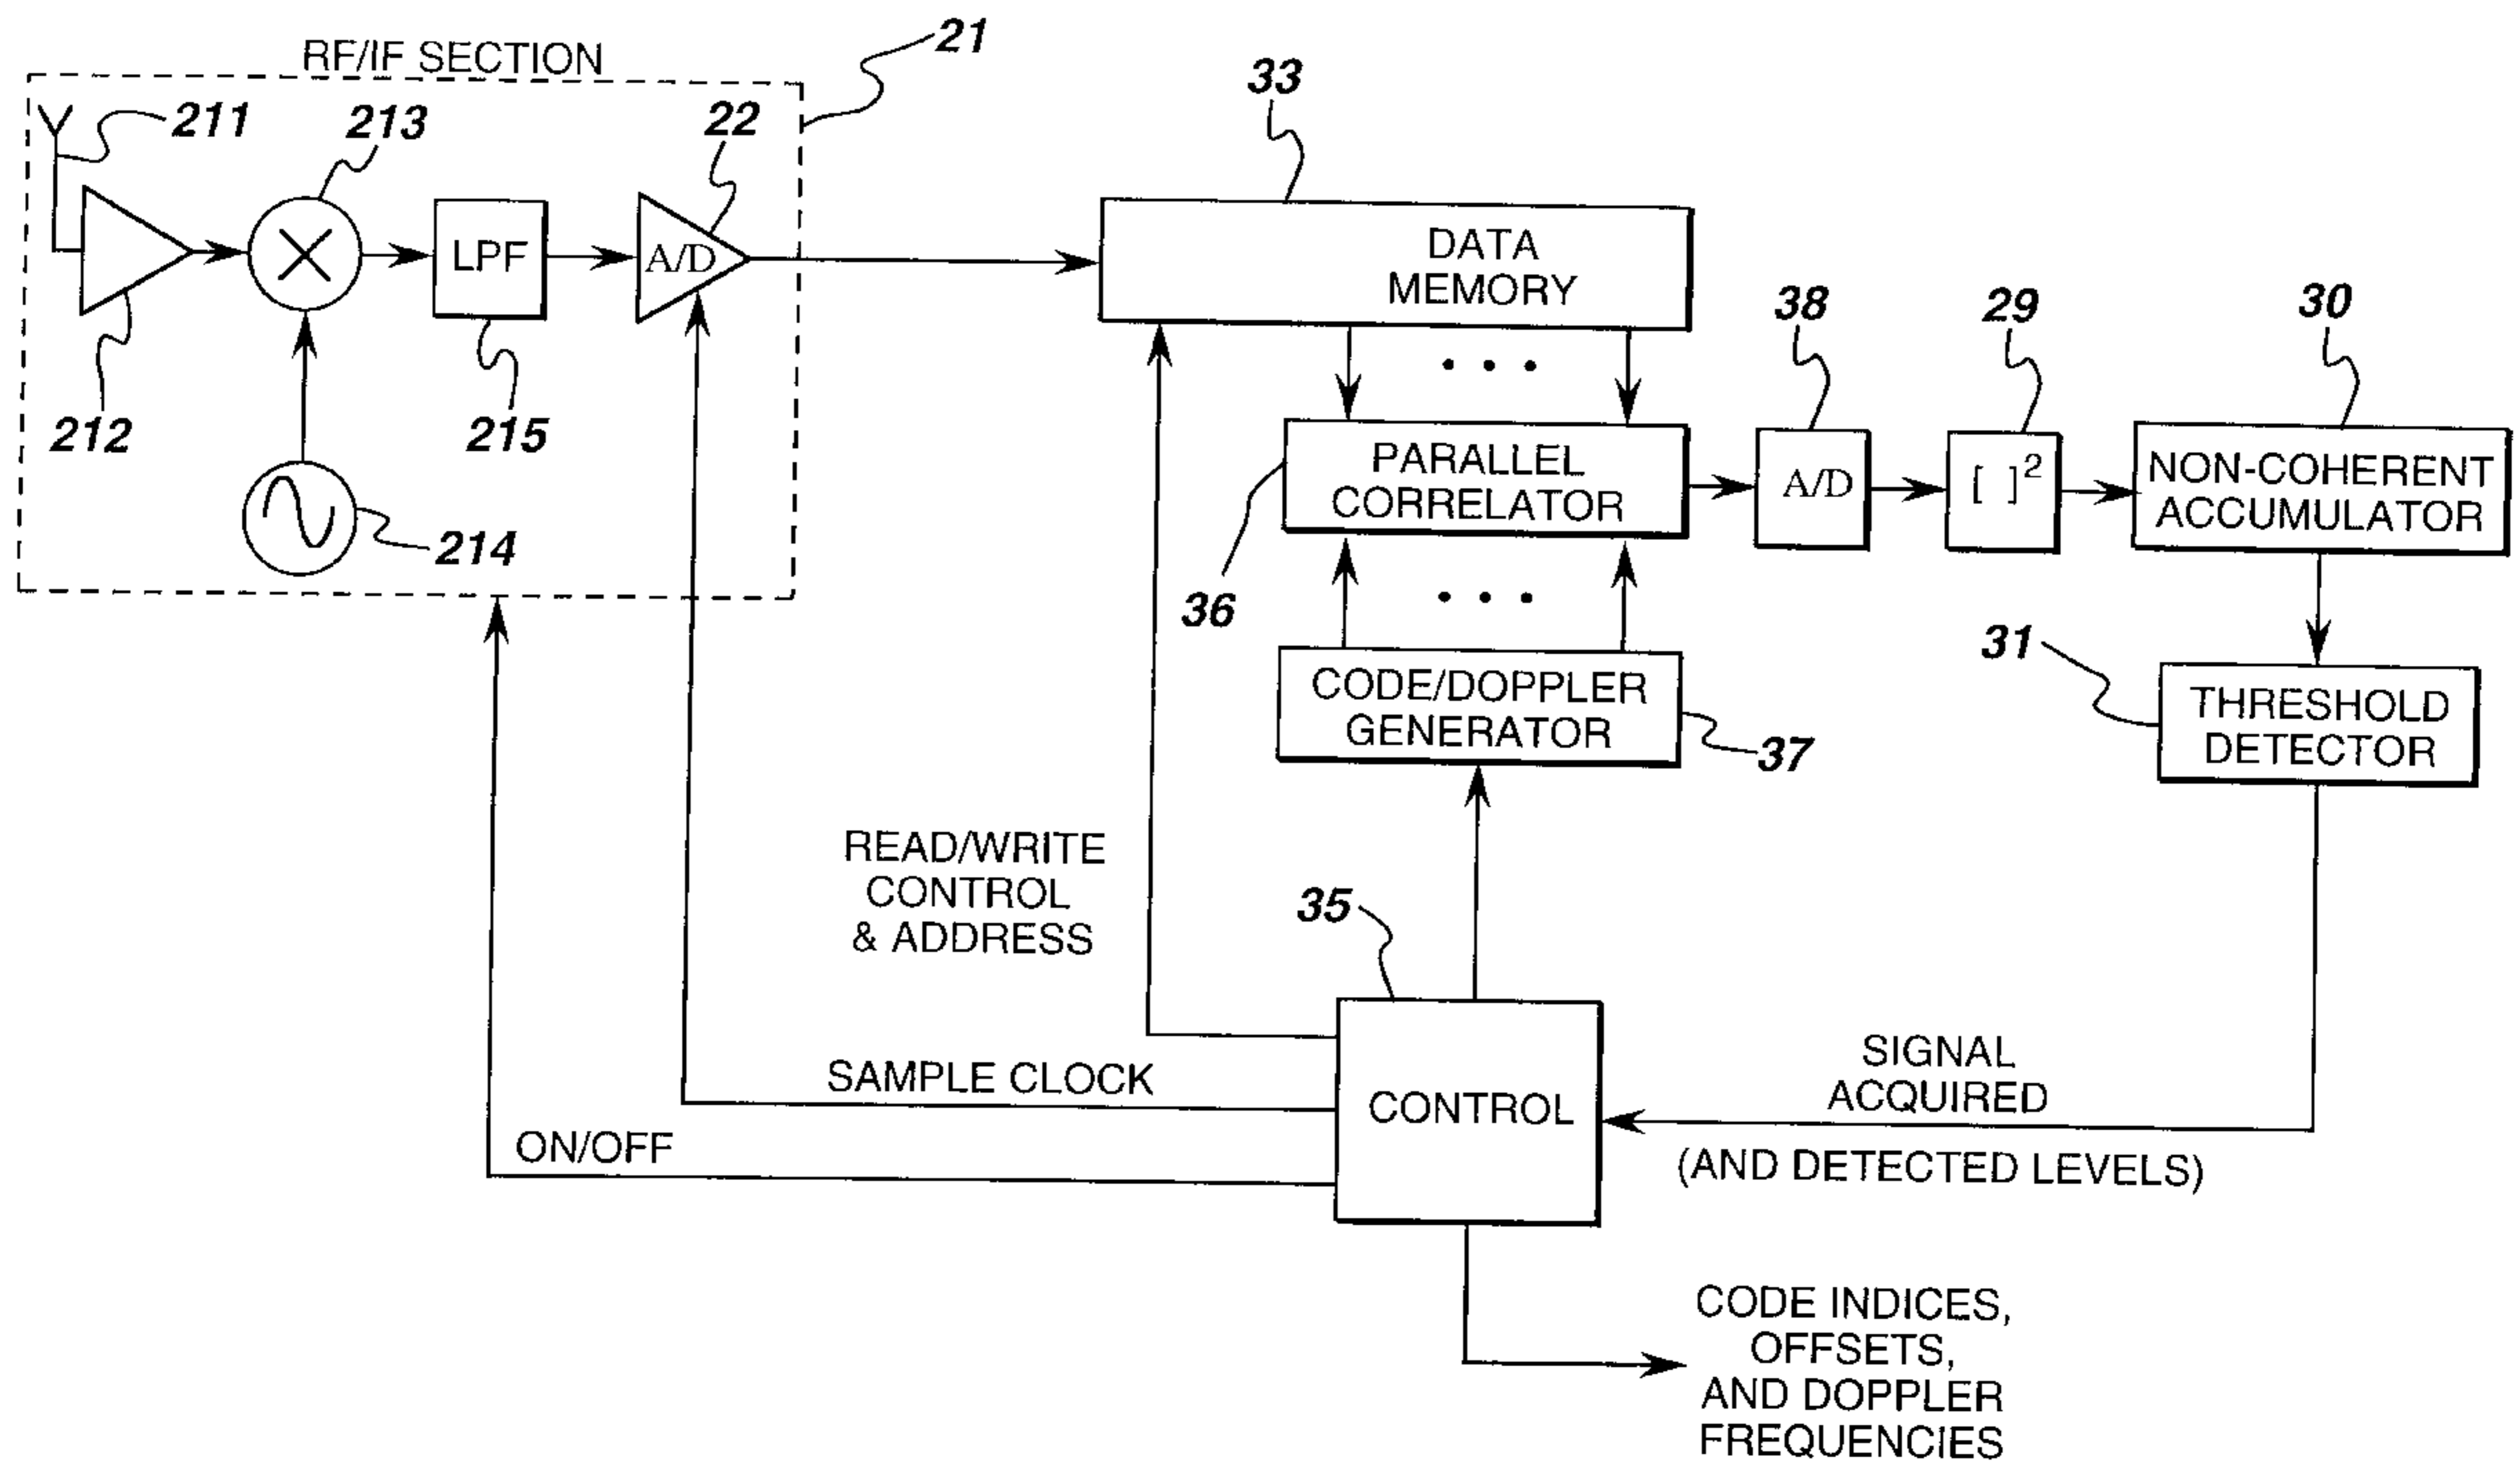 RF/IF SECTION
21
211
213
22
33
LPF
A/D
DATA
MEMORY
38
29
30
212
215
214
PARALLEL
CORRELATOR
A/D
[ ]²
NON-COHERENT
ACCUMULATOR
36
31
CODE/DOPPLER
GENERATOR
37
THRESHOLD
DETECTOR
READ/WRITE
CONTROL
& ADDRESS
35
SAMPLE CLOCK
CONTROL
SIGNAL
ACQUIRED
(AND DETECTED LEVELS)
ON/OFF
CODE INDICES,
OFFSETS,
AND DOPPLER
FREQUENCIES